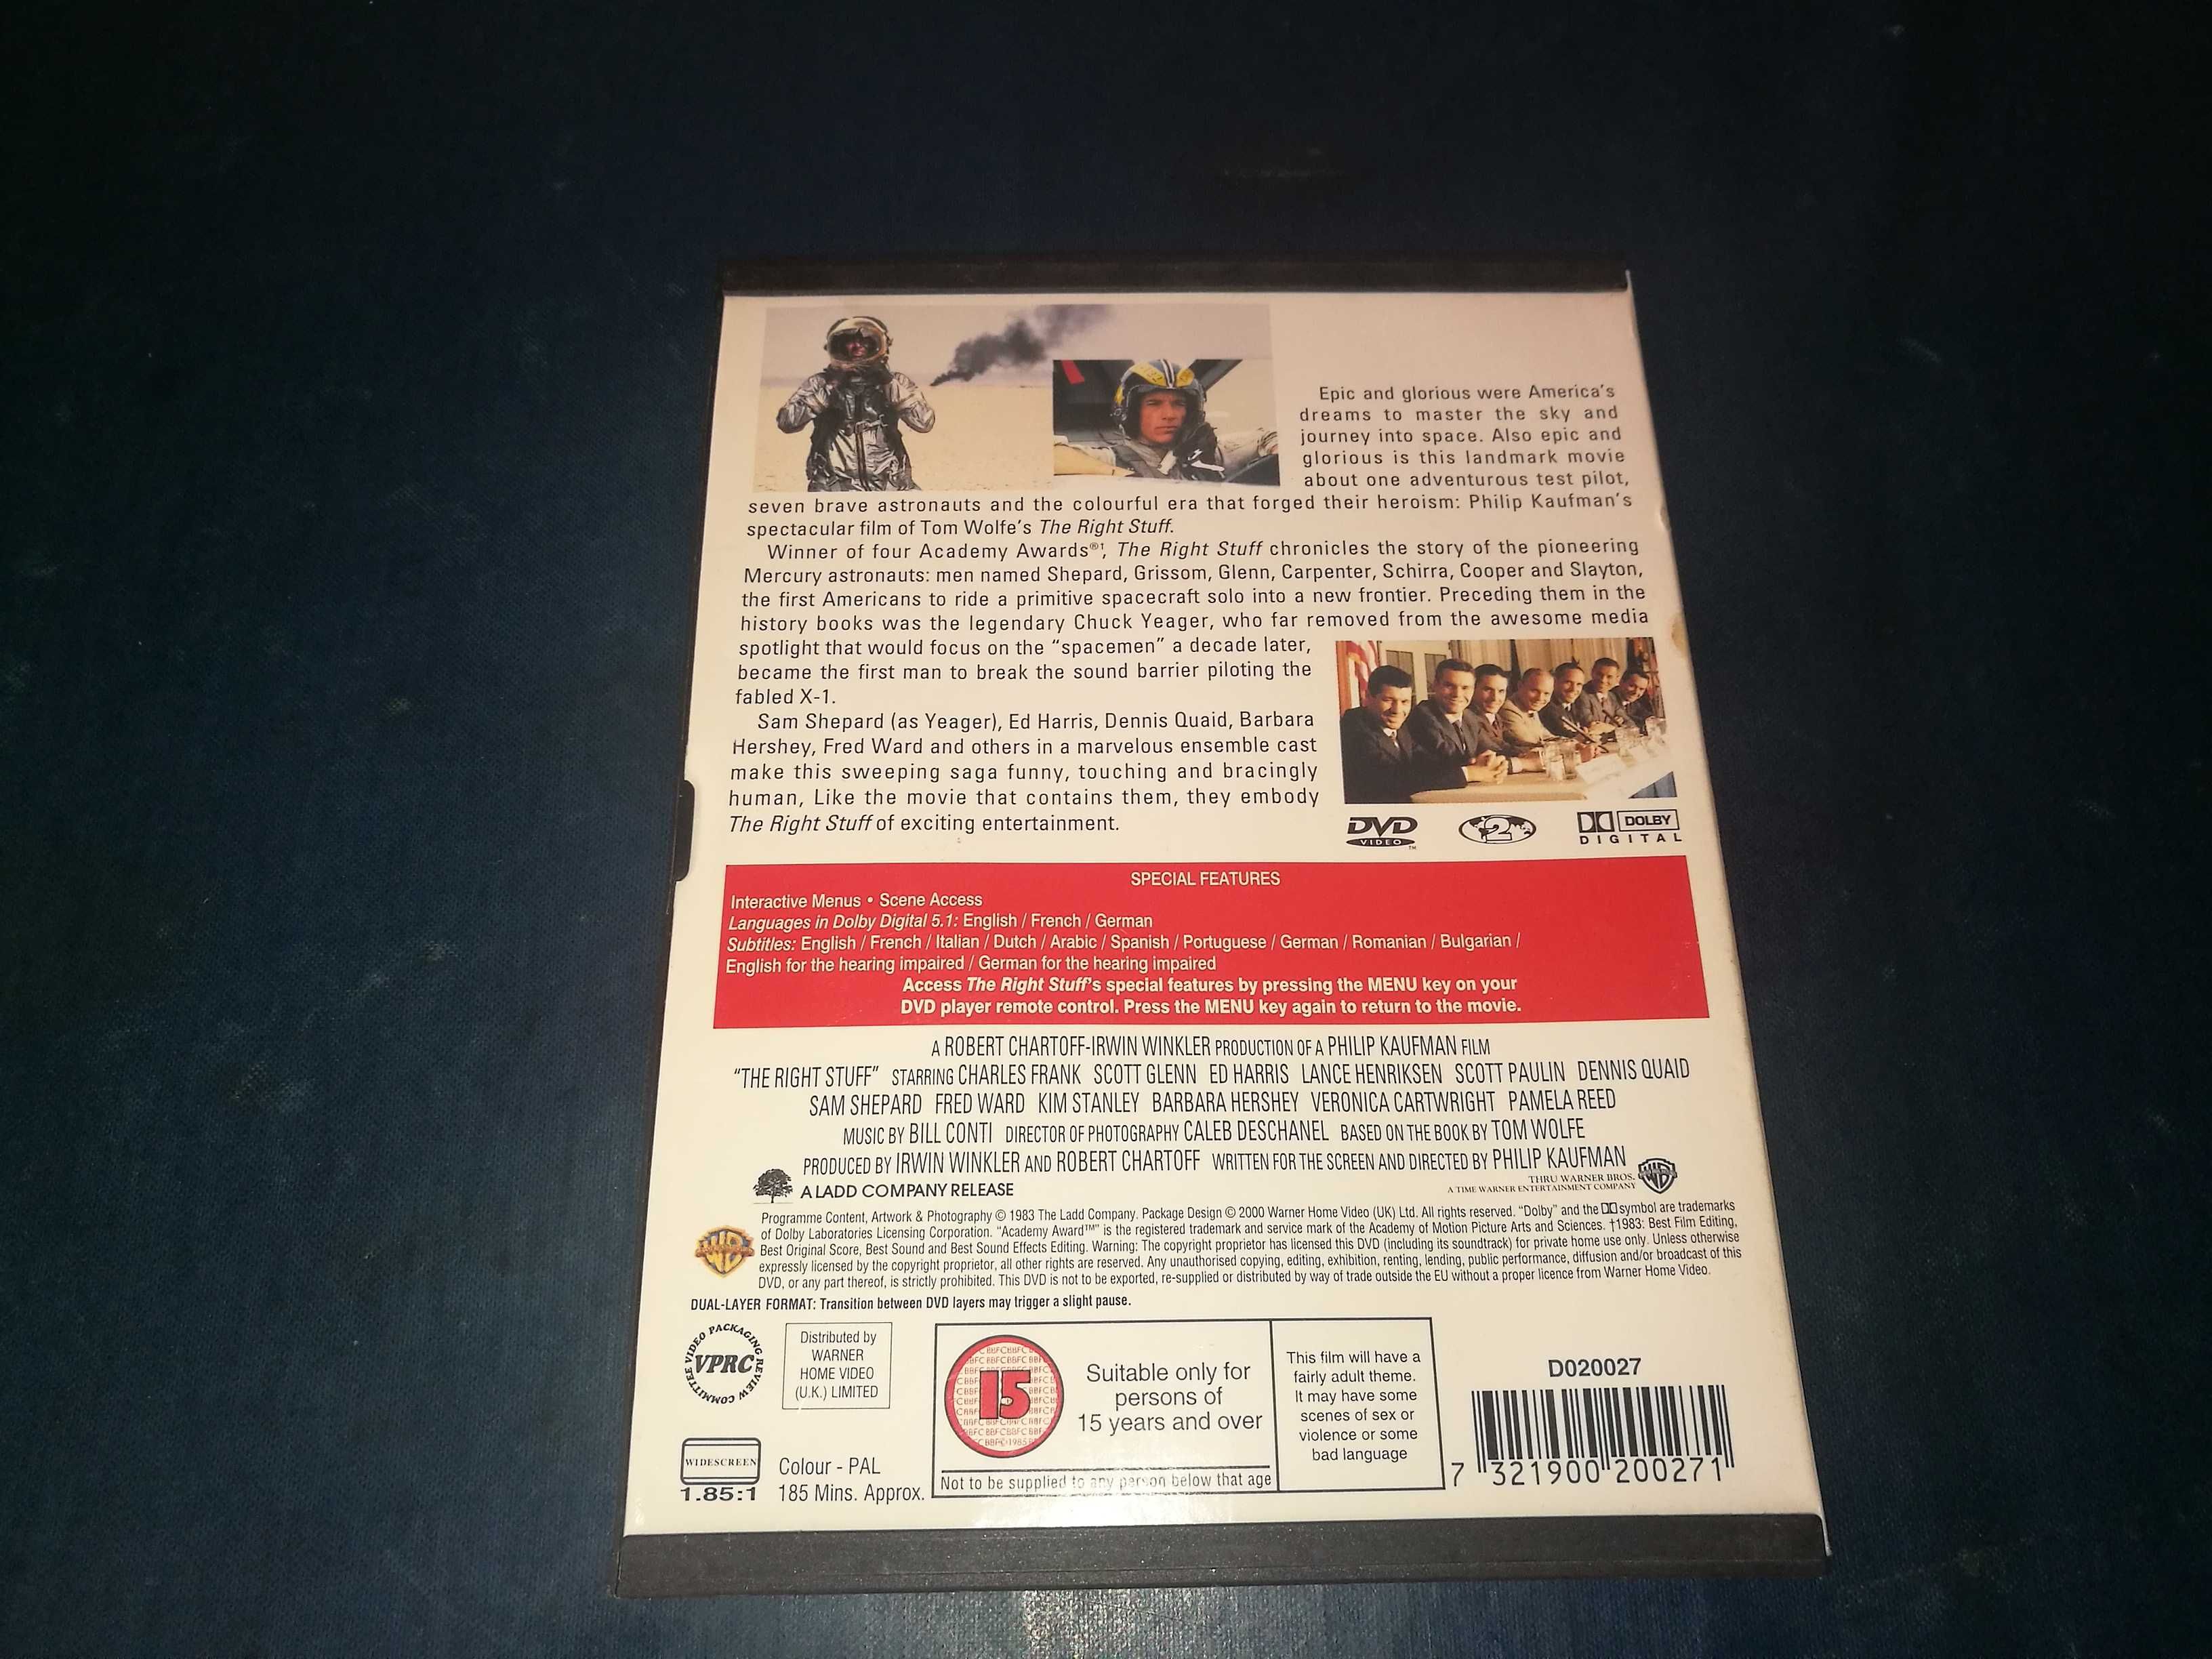 Epic and glorious were America's
dreams to master the sky and
journey into space. Also epic and
glorious is this landmark movie
about one adventurous test pilot,
seven brave astronauts and the colourful era that forged their heroism: Philip Kaufman's
spectacular film of Tom Wolfe's The Right Stuff.
Winner of four Academy Awards®†, The Right Stuff chronicles the story of the pioneering
Mercury astronauts: men named Shepard, Grissom, Glenn, Carpenter, Schirra, Cooper and Slayton,
the first Americans to ride a primitive spacecraft solo into a new frontier. Preceding them in the
history books was the legendary Chuck Yeager, who far removed from the awesome media
spotlight that would focus on the “spacemen” a decade later,
became the first man to break the sound barrier piloting the
fabled X-1.
Sam Shepard (as Yeager), Ed Harris, Dennis Quaid, Barbara
Hershey, Fred Ward and others in a marvelous ensemble cast
make this sweeping saga funny, touching and bracingly
human, Like the movie that contains them, they embody
The Right Stuff of exciting entertainment.
DVD VIDEO™ 2 DOLBY DIGITAL
SPECIAL FEATURES
Interactive Menus • Scene Access
Languages in Dolby Digital 5.1: English / French / German
Subtitles: English / French / Italian / Dutch / Arabic / Spanish / Portuguese / German / Romanian / Bulgarian /
English for the hearing impaired / German for the hearing impaired
Access The Right Stuff's special features by pressing the MENU key on your
DVD player remote control. Press the MENU key again to return to the movie.
A ROBERT CHARTOFF-IRWIN WINKLER PRODUCTION OF A PHILIP KAUFMAN FILM
“THE RIGHT STUFF” STARRING CHARLES FRANK SCOTT GLENN ED HARRIS LANCE HENRIKSEN SCOTT PAULIN DENNIS QUAID
SAM SHEPARD FRED WARD KIM STANLEY BARBARA HERSHEY VERONICA CARTWRIGHT PAMELA REED
MUSIC BY BILL CONTI DIRECTOR OF PHOTOGRAPHY CALEB DESCHANEL BASED ON THE BOOK BY TOM WOLFE
PRODUCED BY IRWIN WINKLER AND ROBERT CHARTOFF WRITTEN FOR THE SCREEN AND DIRECTED BY PHILIP KAUFMAN
A LADD COMPANY RELEASE
THRU WARNER BROS.
A TIME WARNER ENTERTAINMENT COMPANY
Programme Content, Artwork & Photography © 1983 The Ladd Company. Package Design © 2000 Warner Home Video (UK) Ltd. All rights reserved. “Dolby” and the symbol are trademarks
of Dolby Laboratories Licensing Corporation. “Academy Award™” is the registered trademark and service mark of the Academy of Motion Picture Arts and Sciences. †1983: Best Film Editing,
Best Original Score, Best Sound and Best Sound Effects Editing. Warning: The copyright proprietor has licensed this DVD (including its soundtrack) for private home use only. Unless otherwise
expressly licensed by the copyright proprietor, all other rights are reserved. Any unauthorised copying, editing, exhibition, renting, lending, public performance, diffusion and/or broadcast of this
DVD, or any part thereof, is strictly prohibited. This DVD is not to be exported, re-supplied or distributed by way of trade outside the EU without a proper licence from Warner Home Video.
DUAL-LAYER FORMAT: Transition between DVD layers may trigger a slight pause.
VIDEO PACKAGING REVIEW COMMITTEE
VPRC
Distributed by
WARNER
HOME VIDEO
(U.K.) LIMITED
15
Suitable only for
persons of
15 years and over
Not to be supplied to any person below that age
This film will have a
fairly adult theme.
It may have some
scenes of sex or
violence or some
bad language
D020027
7 321900 200271
WIDESCREEN
1.85:1
Colour - PAL
185 Mins. Approx.